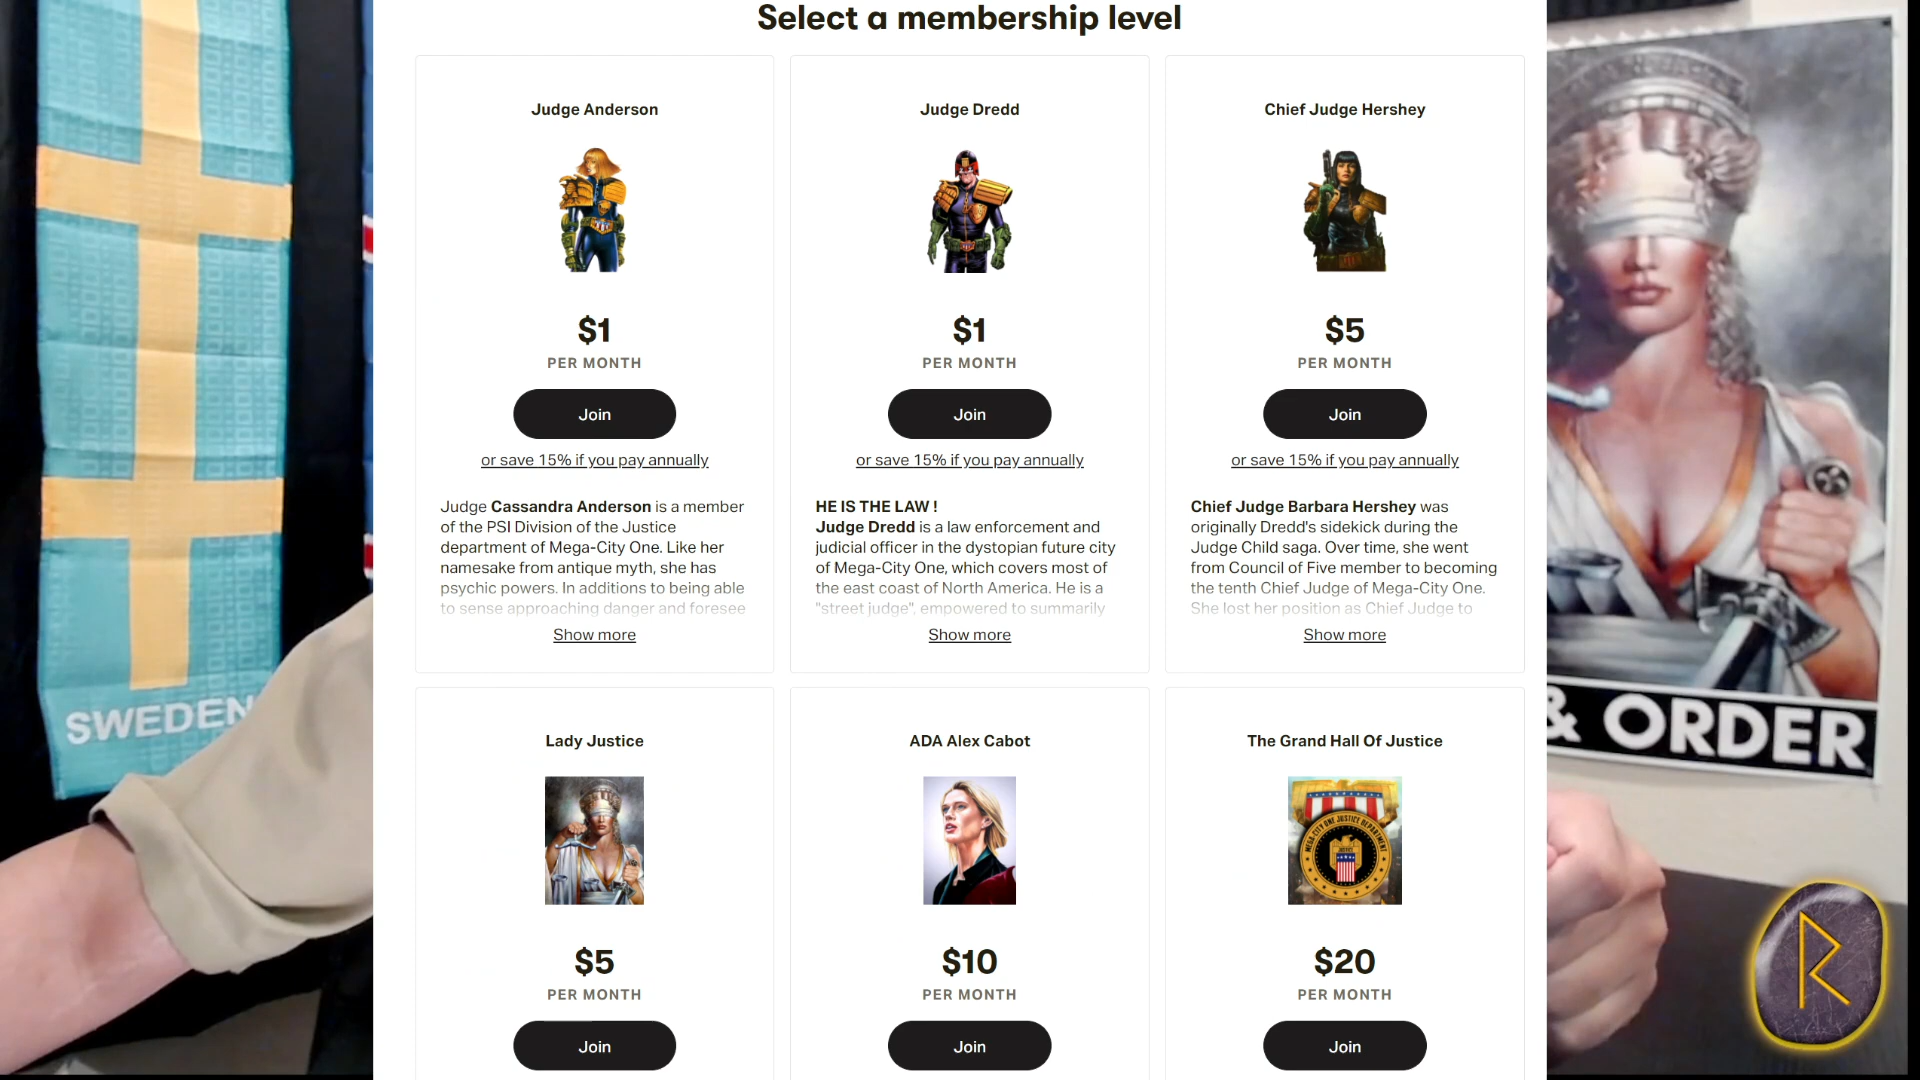 Select a membership level
Judge Anderson
$1
PER MONTH
Join
or save 15% if you pay annually
Judge Cassandra Anderson is a member
of the PSI Division of the Justice
department of Mega-City One. Like her
namesake from antique myth, she has
psychic powers. In additions to being able
to sense approaching danger and foresee
Show more
Judge Dredd
$1
PER MONTH
Join
or save 15% if you pay annually
HE IS THE LAW !
Judge Dredd is a law enforcement and
judicial officer in the dystopian future city
of Mega-City One, which covers most of
the east coast of North America. He is a
"street judge", empowered to summarily
Show more
Chief Judge Hershey
$5
PER MONTH
Join
or save 15% if you pay annually
Chief Judge Barbara Hershey was
originally Dredd's sidekick during the
Judge Child saga. Over time, she went
from Council of Five member to becoming
the tenth Chief Judge of Mega-City One.
She lost her position as Chief Judge to
Show more
Lady Justice
$5
PER MONTH
Join
ADA Alex Cabot
$10
PER MONTH
Join
The Grand Hall Of Justice
MEGA-CITY ONE JUSTICE DEPARTMENT
JUSTICE
$20
PER MONTH
Join
SWEDEN
& ORDER
ᚱ